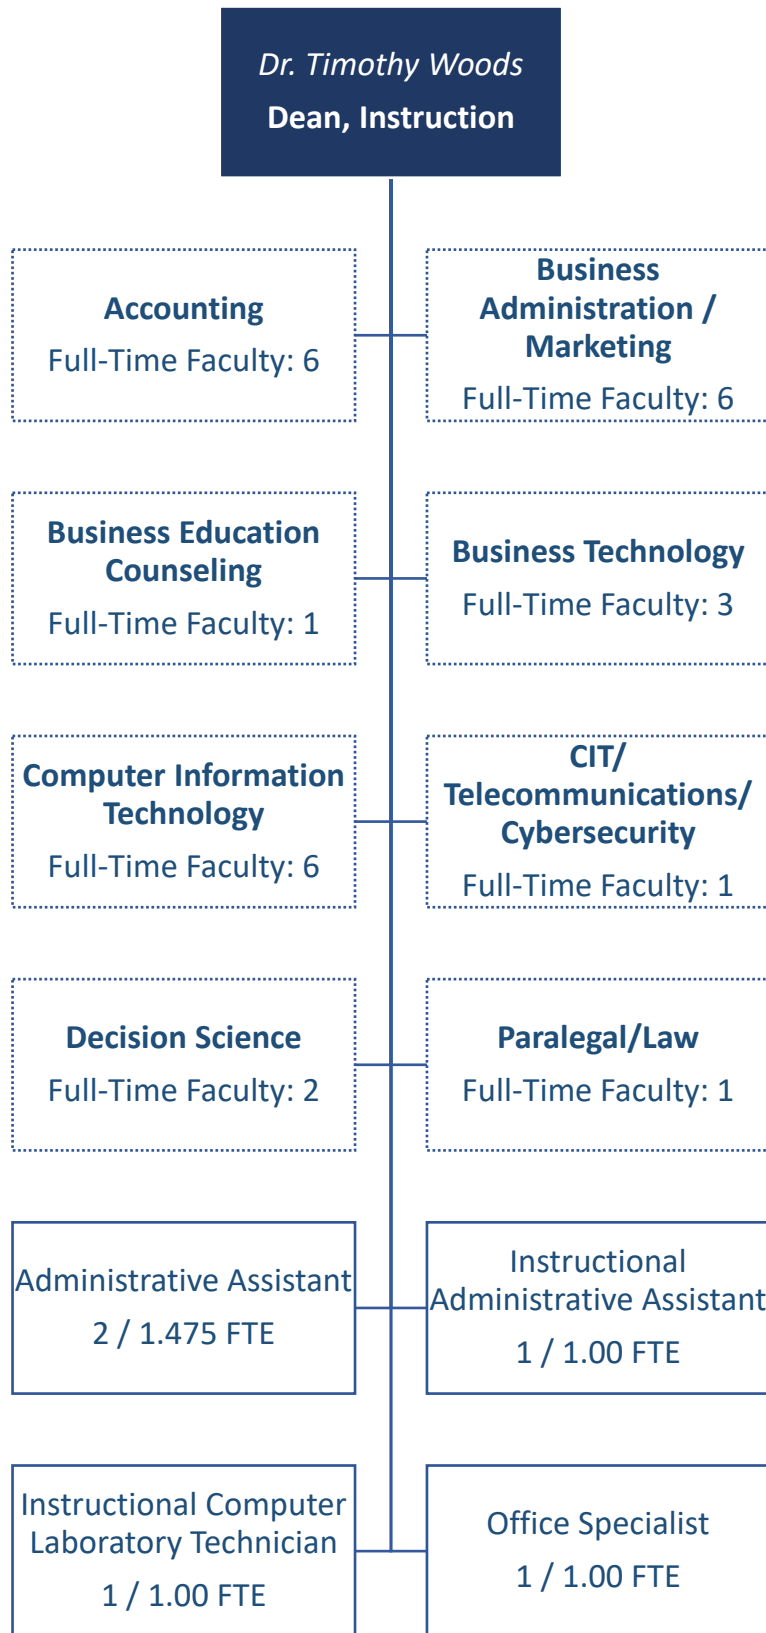 Dr. Timothy Woods
Dean, Instruction
Accounting
Full-Time Faculty: 6
Business
Administration /
Marketing
Full-Time Faculty: 6
Business Education
Counseling
Full-Time Faculty: 1
Business Technology
Full-Time Faculty: 3
Computer Information
Technology
Full-Time Faculty: 6
CIT/
Telecommunications/
Cybersecurity
Full-Time Faculty: 1
Decision Science
Full-Time Faculty: 2
Paralegal/Law
Full-Time Faculty: 1
Administrative Assistant
2 / 1.475 FTE
Instructional
Administrative Assistant
1 / 1.00 FTE
Instructional Computer
Laboratory Technician
1 / 1.00 FTE
Office Specialist
1 / 1.00 FTE